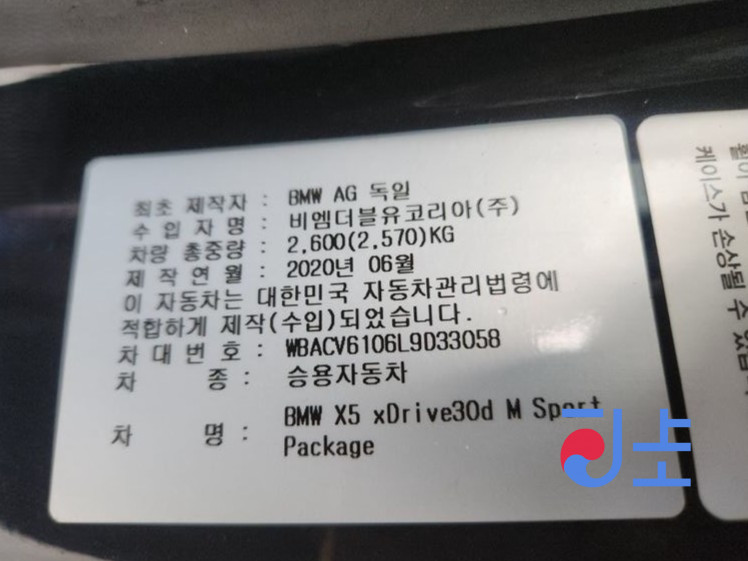 최초 제작자 : BMW AG 독일
수 입 자 명 : 비엠더블유코리아(주)
차량 총중량 : 2,600(2,570)KG
제 작 연 월 : 2020년 06월
이 자동차는 대한민국 자동차관리법령에
적합하게 제작(수입)되었습니다.
차 대 번 호 : WBACV6106L9D33058
차 종 : 승용자동차
차 명 : BMW X5 xDrive30d M Sport
Package
케이스가 손상될 수 있음